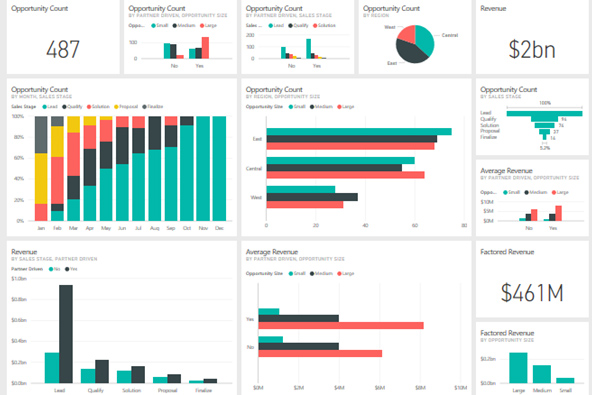 Opportunity Count
487
Opportunity Count
BY PARTNER DRIVEN, OPPORTUNITY SIZE
Oppo... Small Medium Large
500
0
No Yes
Opportunity Count
BY PARTNER DRIVEN, SALES STAGE
Sales ... Lead Qualify Solution
200
100
0
No Yes
Opportunity Count
BY REGION
West
Central
East
Revenue
$2bn
Opportunity Count
BY MONTH, SALES STAGE
Sales Stage Lead Qualify Solution Proposal Finalize
100%
80%
60%
40%
20%
0%
Jan Feb Mar Apr May Jun Jul Aug Sep Oct Nov Dec
Opportunity Count
BY REGION, OPPORTUNITY SIZE
Opportunity Size Small Medium Large
East
Central
West
0 20 40 60 80
Opportunity Count
BY SALES STAGE
100%
Lead
Qualify 94
Solution 76
Proposal 37
Finalize 14
5.2%
Average Revenue
BY PARTNER DRIVEN, OPPORTUNITY SIZE
Oppo... Small Medium Large
$10M
$5M
$0M
No Yes
Revenue
BY SALES STAGE, PARTNER DRIVEN
Partner Driven No Yes
$1.0bn
$0.8bn
$0.6bn
$0.4bn
$0.2bn
$0.0bn
Lead Qualify Solution Proposal Finalize
Average Revenue
BY PARTNER DRIVEN, OPPORTUNITY SIZE
Opportunity Size Small Medium Large
Yes
No
$0M $2M $4M $6M $8M $10M
Factored Revenue
$461M
Factored Revenue
BY OPPORTUNITY SIZE
$0.2bn
$0.0bn
Large Medium Small